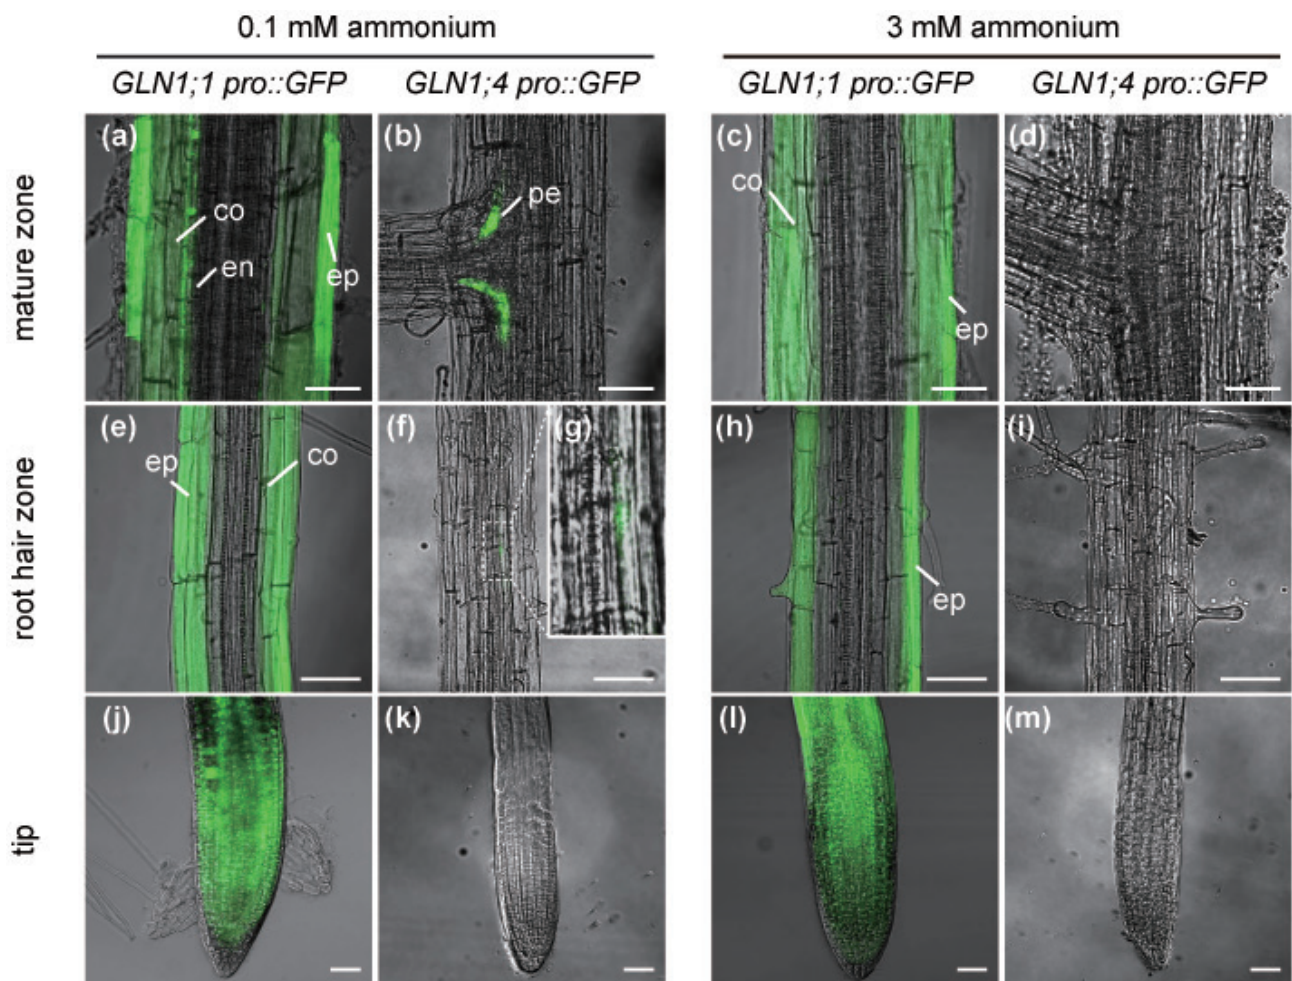 0.1 mM ammonium
3 mM ammonium
GLN1;1 pro::GFP
GLN1;4 pro::GFP
GLN1;1 pro::GFP
GLN1;4 pro::GFP
mature zone
(a)
co
en
ep
(b)
pe
(c)
co
ep
(d)
root hair zone
(e)
ep
co
(f)
(g)
(h)
ep
(i)
tip
(j)
(k)
(l)
(m)